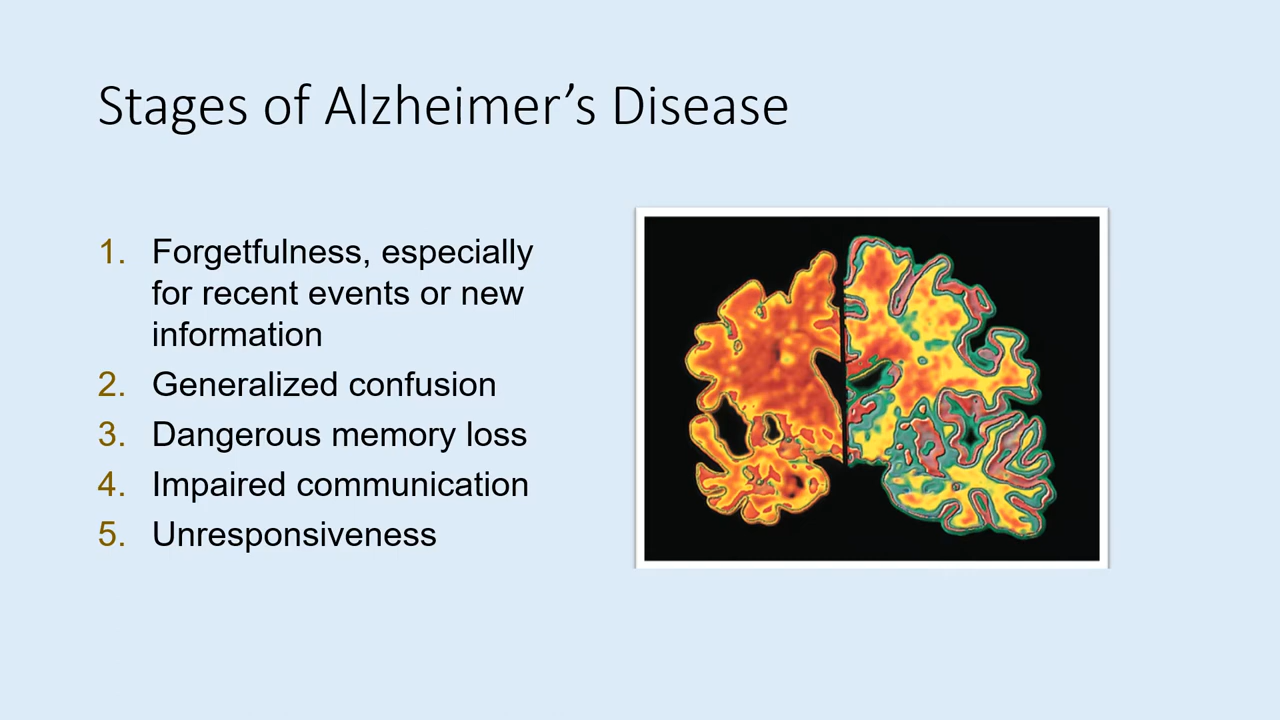 Stages of Alzheimer’s Disease
1. Forgetfulness, especially
for recent events or new
information
2. Generalized confusion
3. Dangerous memory loss
4. Impaired communication
5. Unresponsiveness